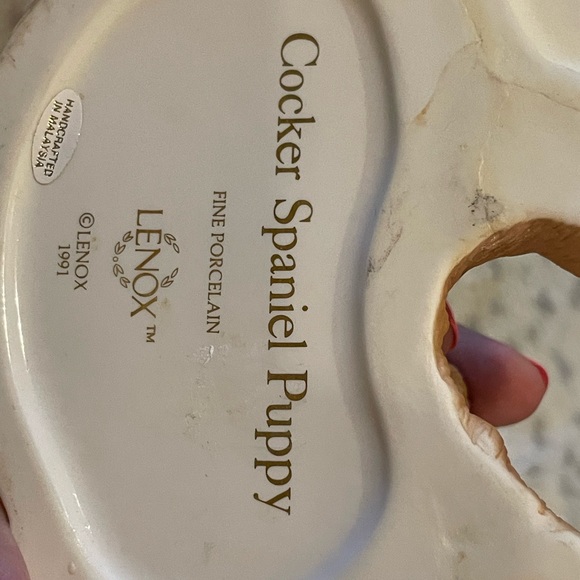 Cocker Spaniel Puppy
FINE PORCELAIN
LENOX™
©LENOX
1991
HANDCRAFTED
IN MALAYSIA